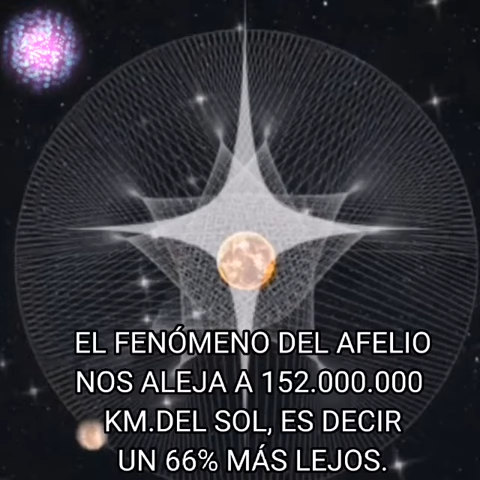 EL FENÓMENO DEL AFELIO
NOS ALEJA A 152.000.000
KM.DEL SOL, ES DECIR
UN 66% MÁS LEJOS.